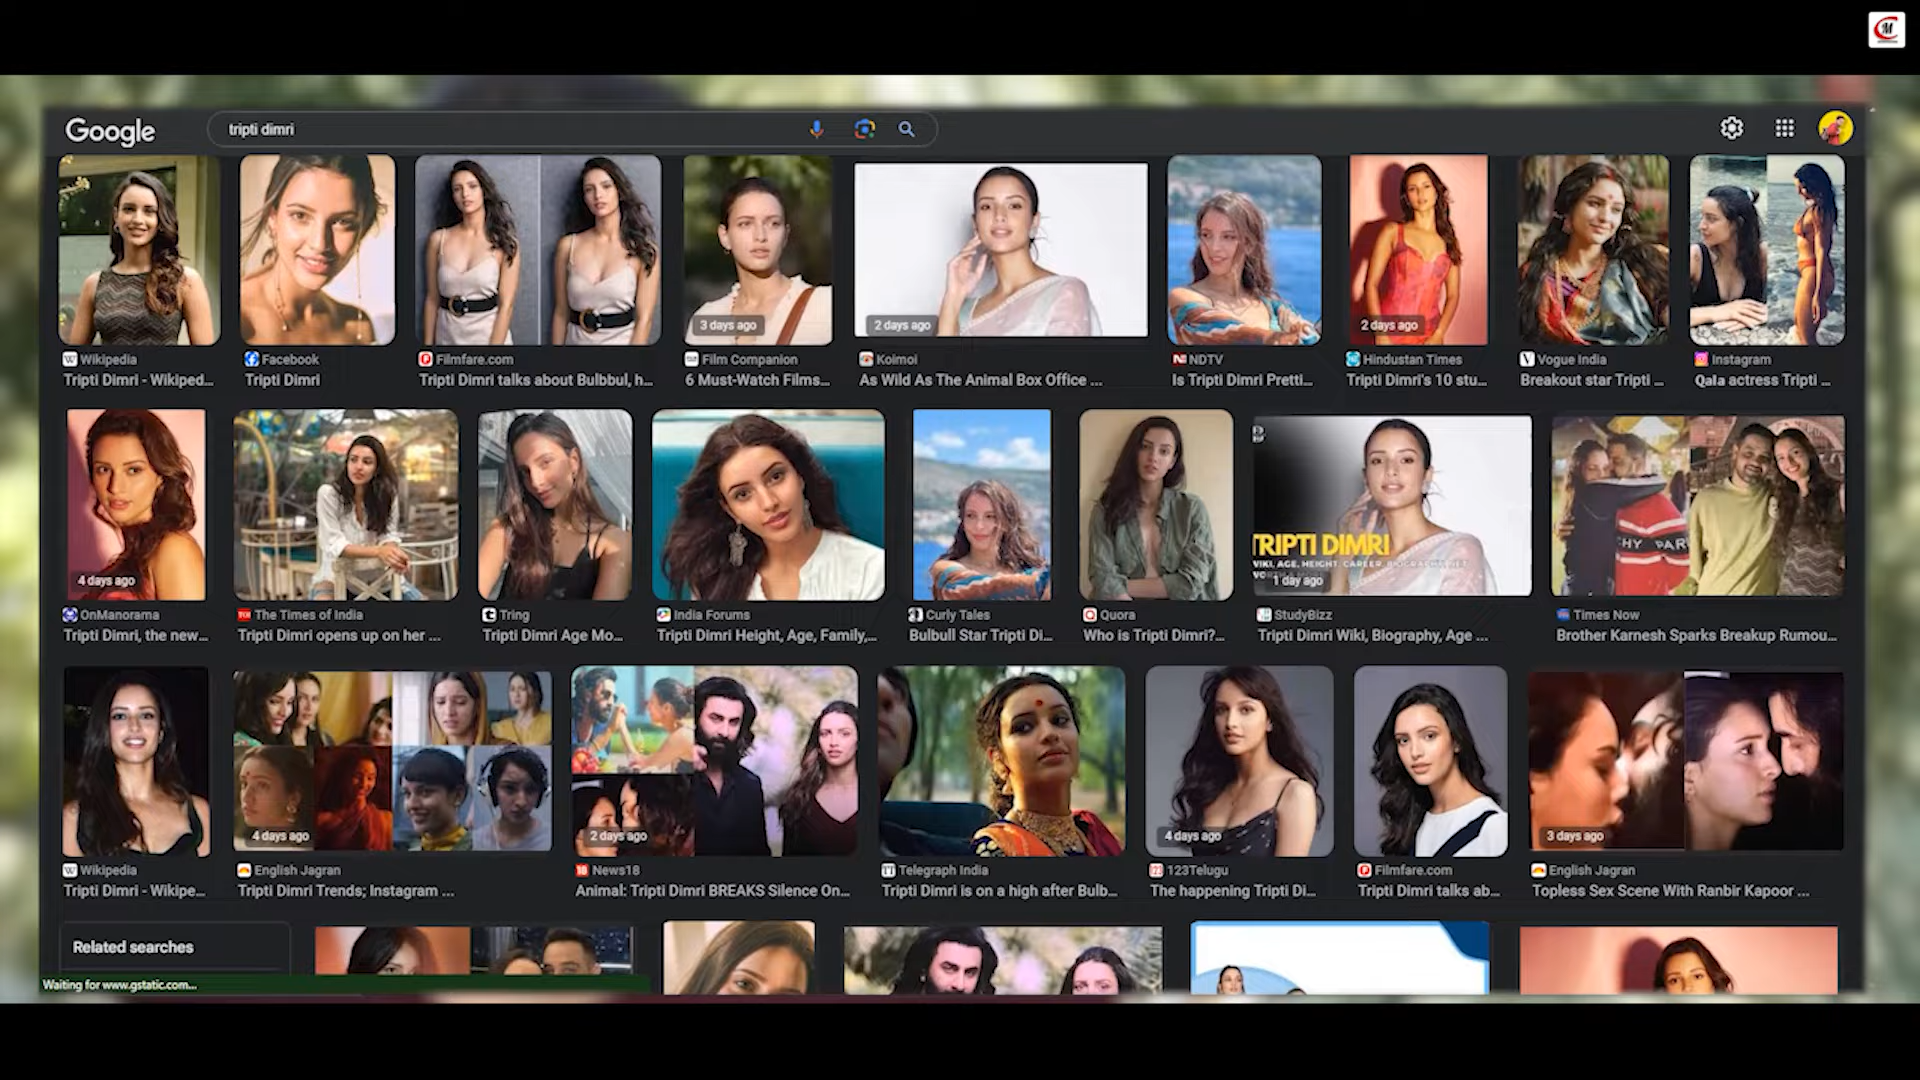 Google
tripti dimri
3 days ago
2 days ago
2 days ago
Wikipedia
Facebook
Filmfare.com
Film Companion
Koimoi
NDTV
Hindustan Times
Vogue India
Instagram
Tripti Dimri - Wikiped...
Tripti Dimri
Tripti Dimri talks about Bulbbul, h...
6 Must-Watch Films...
As Wild As The Animal Box Office ...
Is Tripti Dimri Pretti...
Tripti Dimri's 10 stu...
Breakout star Tripti ...
Qala actress Tripti ...
TRIPTI DIMRI
WIKI, AGE, HEIGHT, CAREER, BIOGRAPHY, NET
4 days ago
1 day ago
OnManorama
The Times of India
Tring
India Forums
Curly Tales
Quora
StudyBizz
Times Now
Tripti Dimri, the new...
Tripti Dimri opens up on her ...
Tripti Dimri Age Mo...
Tripti Dimri Height, Age, Family,...
Bulbull Star Tripti Di...
Who is Tripti Dimri?...
Tripti Dimri Wiki, Biography, Age ...
Brother Karnesh Sparks Breakup Rumou...
4 days ago
2 days ago
4 days ago
3 days ago
Wikipedia
English Jagran
News18
Telegraph India
123Telugu
Filmfare.com
English Jagran
Tripti Dimri - Wikipe...
Tripti Dimri Trends; Instagram ...
Animal: Tripti Dimri BREAKS Silence On...
Tripti Dimri is on a high after Bulb...
The happening Tripti Di...
Tripti Dimri talks ab...
Topless Sex Scene With Ranbir Kapoor ...
Related searches
Waiting for www.gstatic.com...